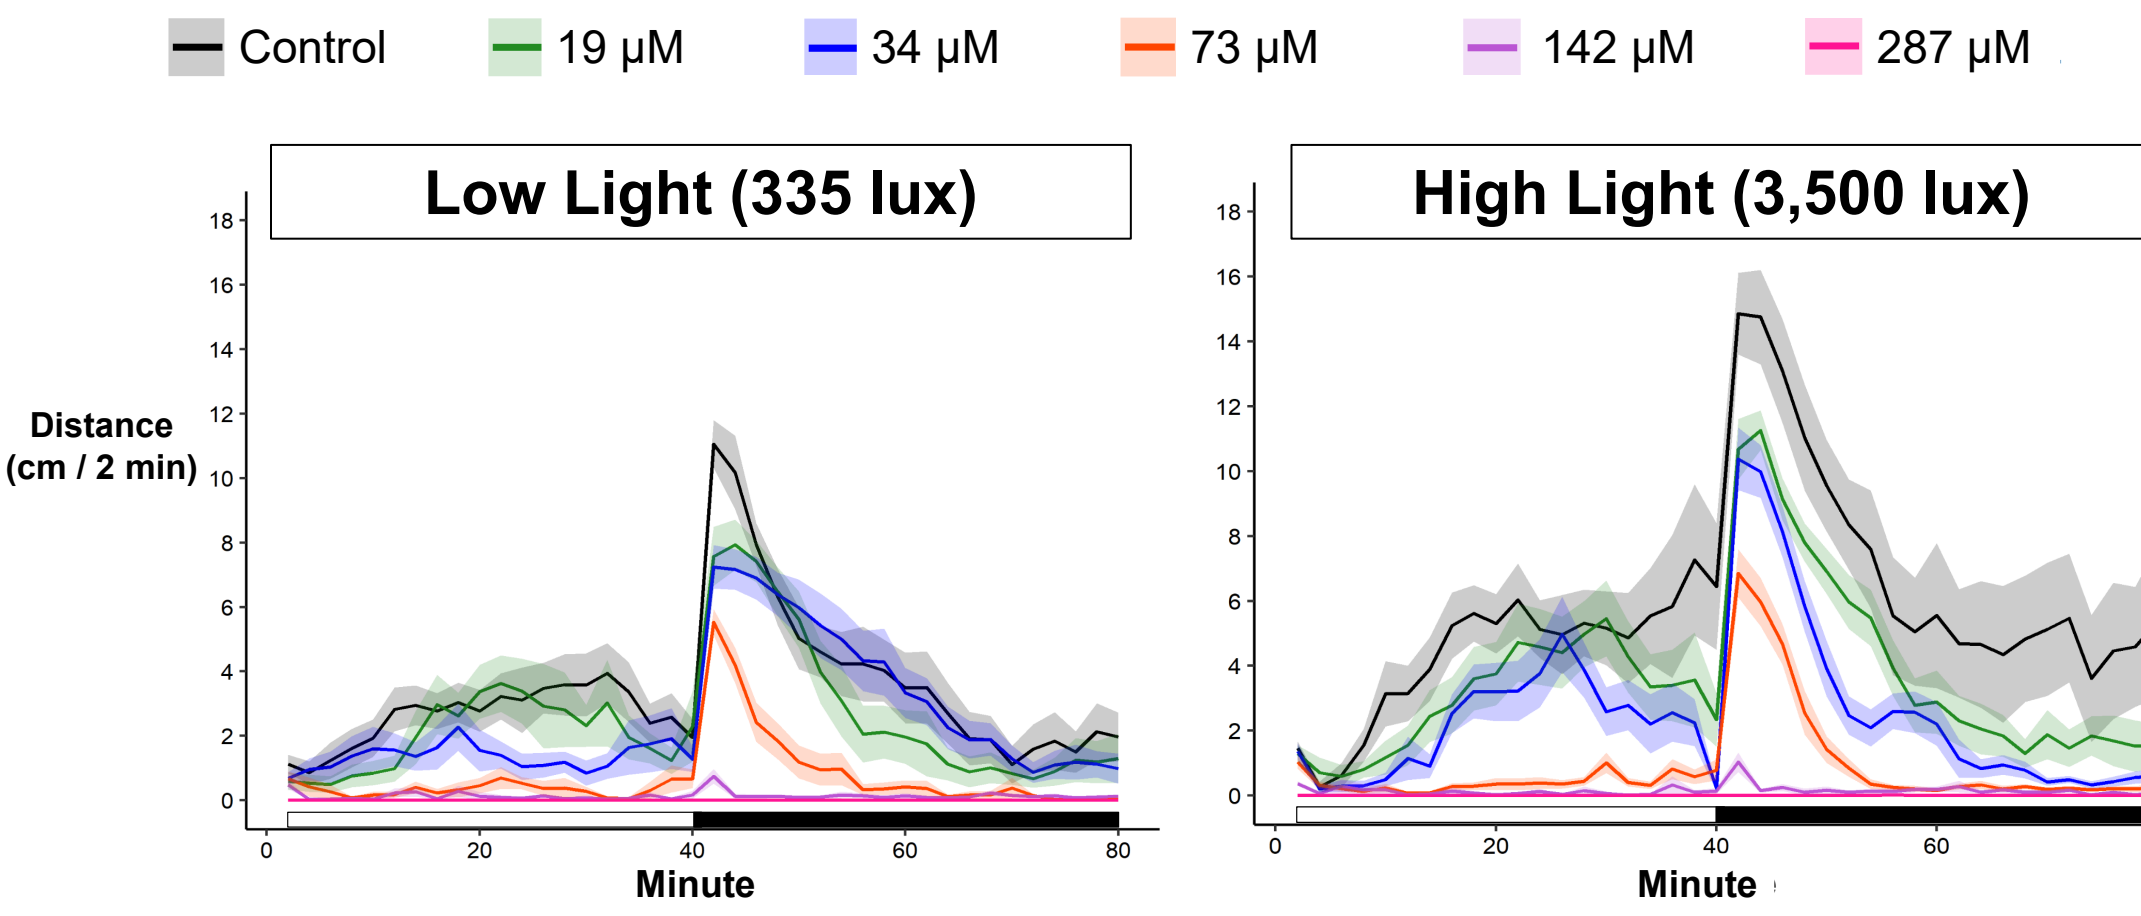 Control 19 µM 34 µM 73 µM 142 µM 287 µM
Low Light (335 lux)
High Light (3,500 lux)
Distance
(cm / 2 min)
18
16
14
12
10
8
6
4
2
0
0 20 40 60 80
Minute
18
16
14
12
10
8
6
4
2
0
0 20 40 60
Minute